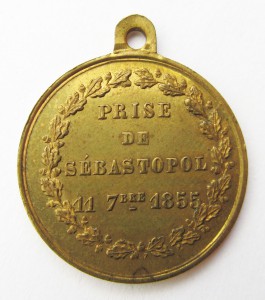 PRISE
DE
SÉBASTOPOL
11 7BRE 1855